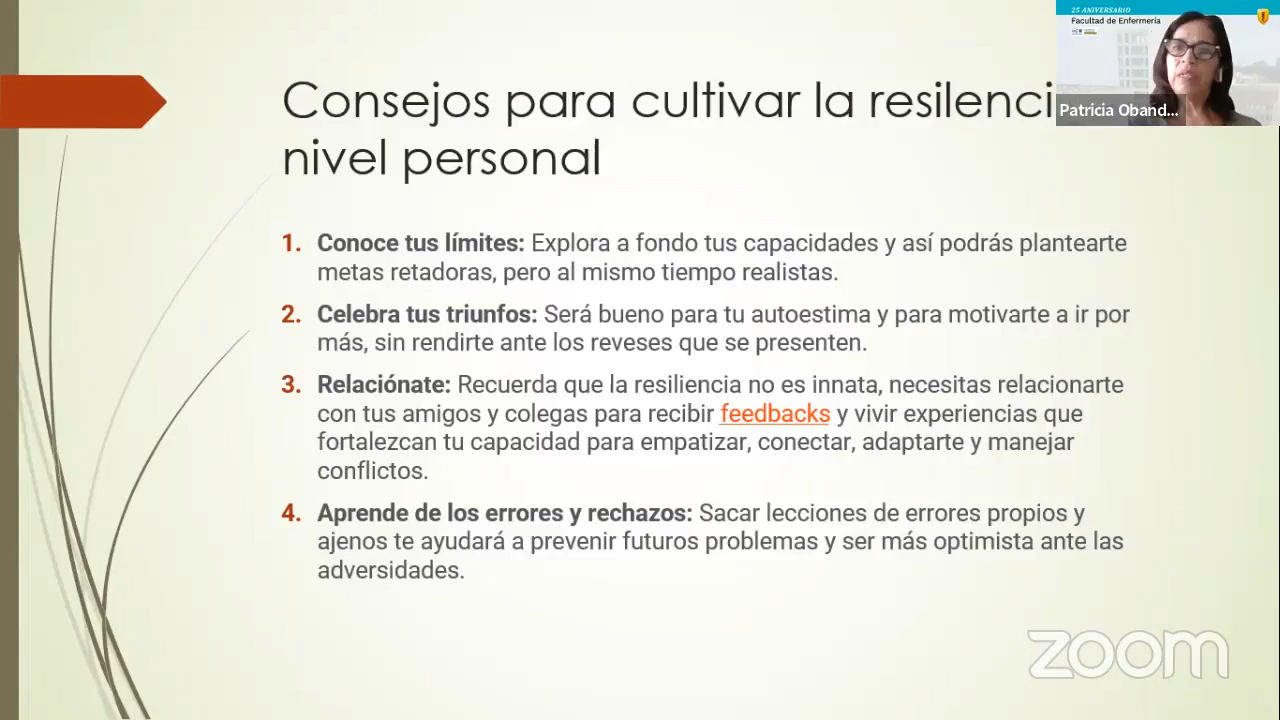 25 ANIVERSARIO
Facultad de Enfermería
Patricia Oband...
Consejos para cultivar la resilenci
nivel personal
1. Conoce tus límites: Explora a fondo tus capacidades y así podrás plantearte
metas retadoras, pero al mismo tiempo realistas.
2. Celebra tus triunfos: Será bueno para tu autoestima y para motivarte a ir por
más, sin rendirte ante los reveses que se presenten.
3. Relaciónate: Recuerda que la resiliencia no es innata, necesitas relacionarte
con tus amigos y colegas para recibir feedbacks y vivir experiencias que
fortalezcan tu capacidad para empatizar, conectar, adaptarte y manejar
conflictos.
4. Aprende de los errores y rechazos: Sacar lecciones de errores propios y
ajenos te ayudará a prevenir futuros problemas y ser más optimista ante las
adversidades.
zoom